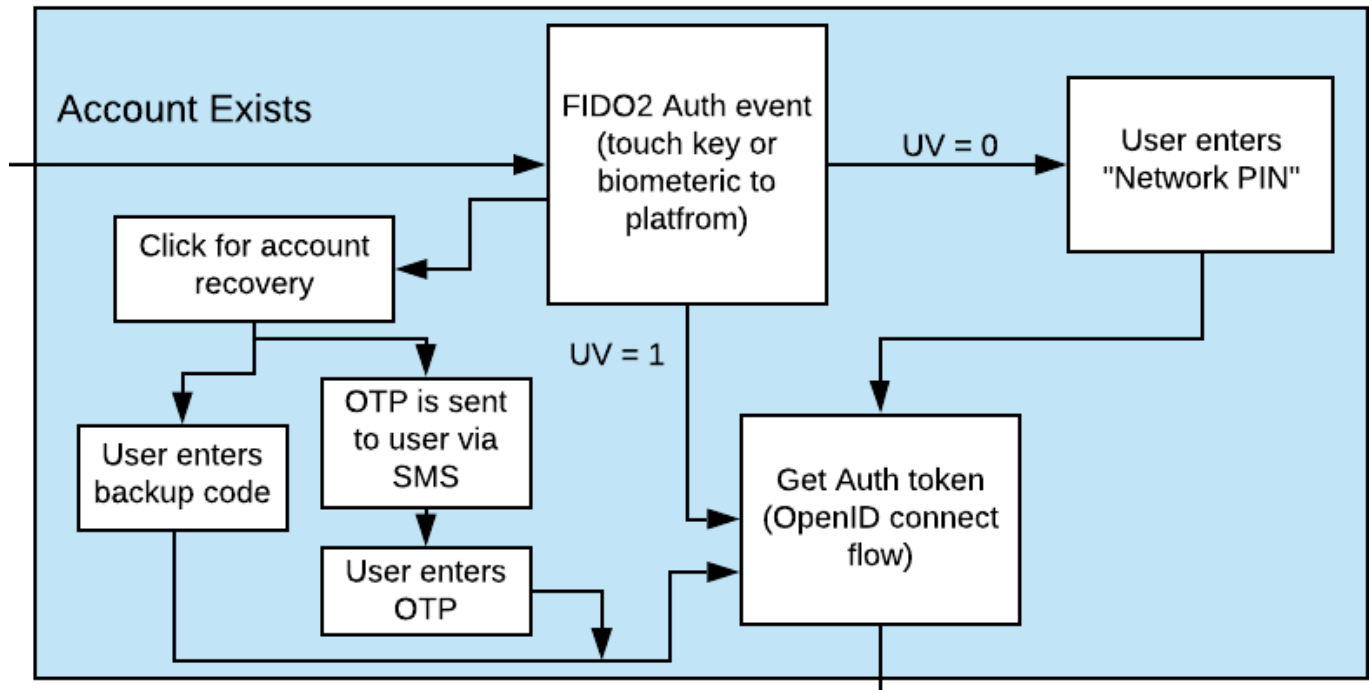 Account Exists
FIDO2 Auth event
(touch key or
biometeric to
platfrom)
UV = 0
User enters
"Network PIN"
Click for account
recovery
UV = 1
OTP is sent
to user via
SMS
User enters
backup code
Get Auth token
(OpenID connect
flow)
User enters
OTP